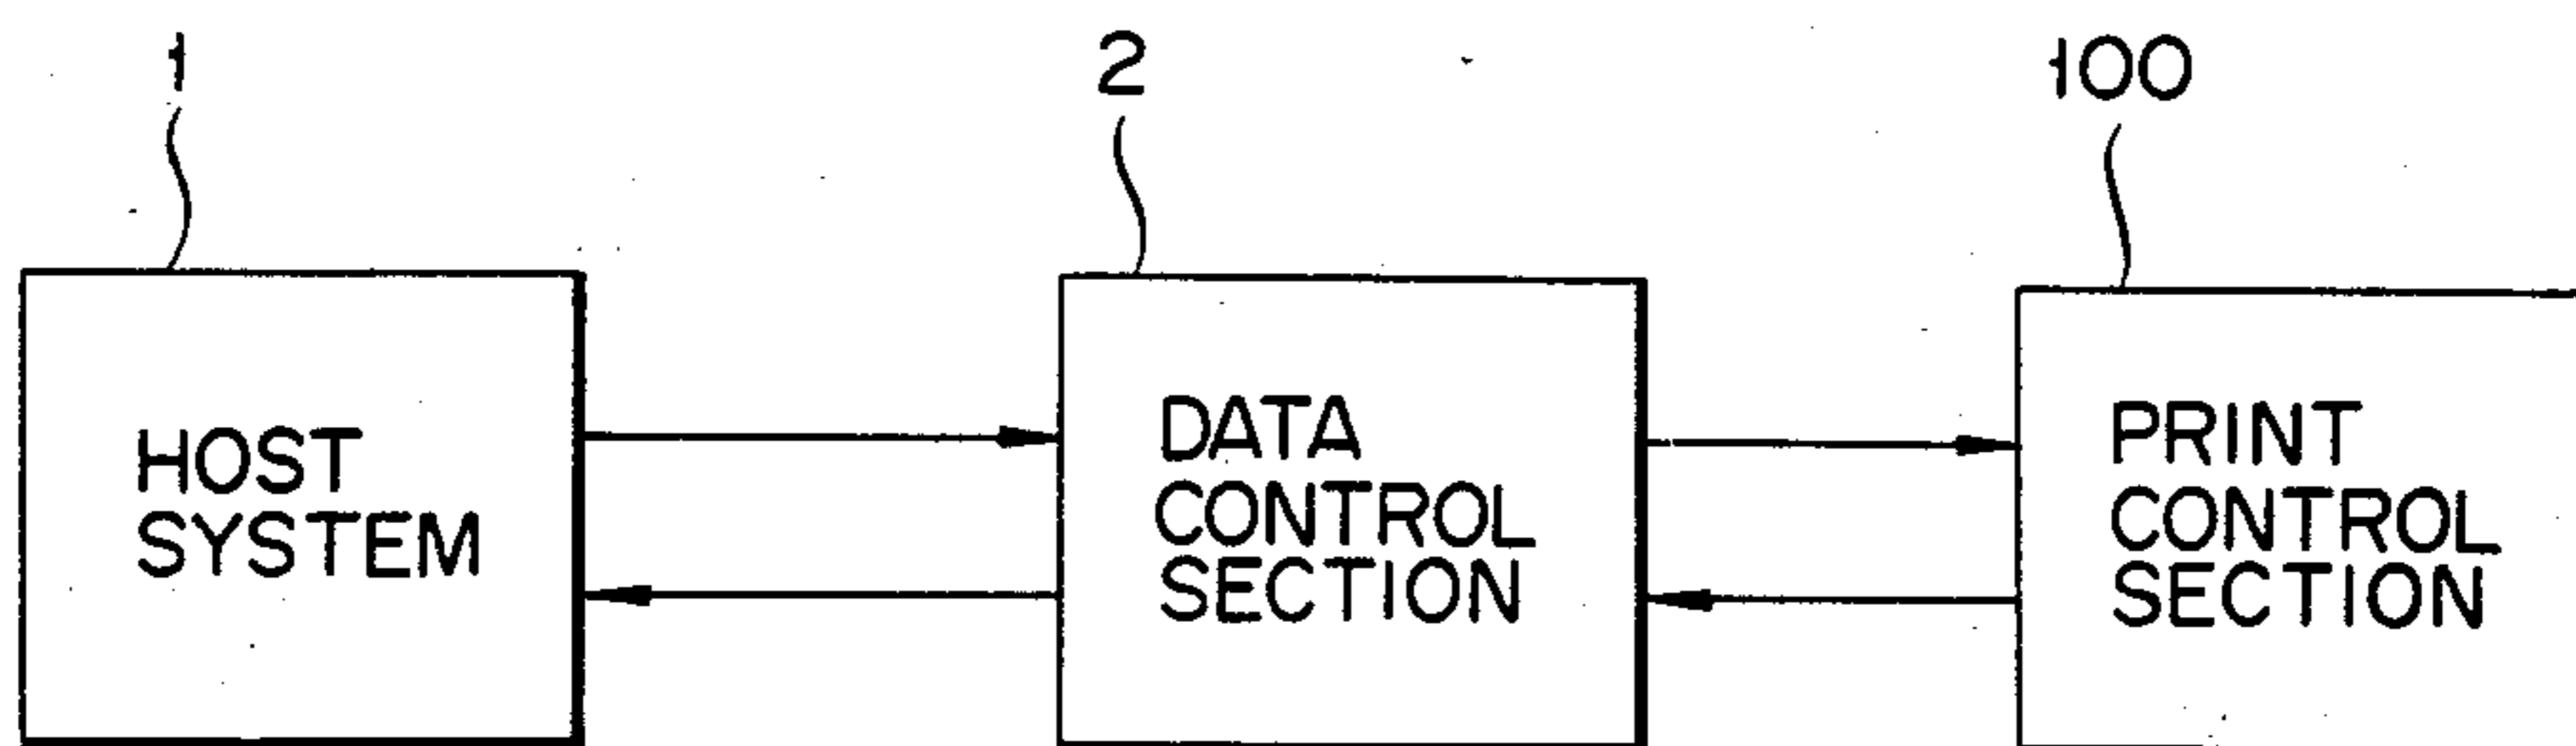 1
2
100
HOST
SYSTEM
DATA
CONTROL
SECTION
PRINT
CONTROL
SECTION